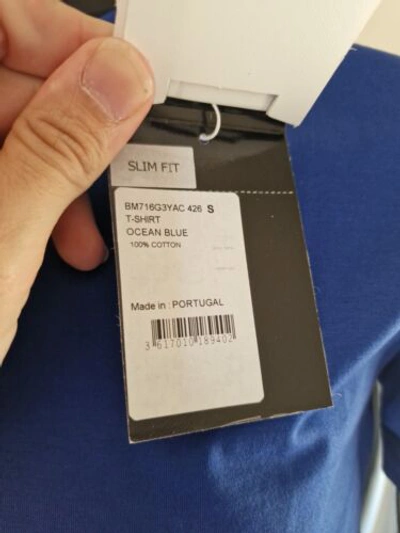 SLIM FIT
BM716G3YAC 426 S
T-SHIRT
OCEAN BLUE
100% COTTON
Made in : PORTUGAL
3 617010 189402